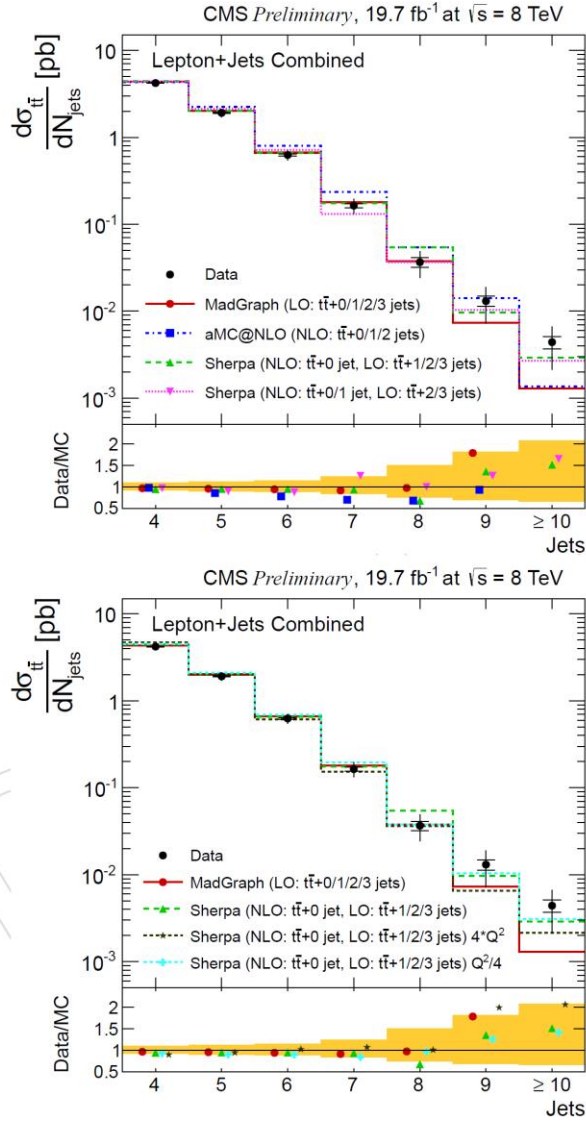 CMS Preliminary, 19.7 fb⁻¹ at √s = 8 TeV
Lepton+Jets Combined
dσtt̄/dNjets [pb]
10
1
10⁻¹
10⁻²
10⁻³
Data
MadGraph (LO: tt̄+0/1/2/3 jets)
aMC@NLO (NLO: tt̄+0/1/2 jets)
Sherpa (NLO: tt̄+0 jet, LO: tt̄+1/2/3 jets)
Sherpa (NLO: tt̄+0/1 jet, LO: tt̄+2/3 jets)
Data/MC
2
1.5
1
0.5
4 5 6 7 8 9 ≥ 10
Jets
CMS Preliminary, 19.7 fb⁻¹ at √s = 8 TeV
Lepton+Jets Combined
dσtt̄/dNjets [pb]
10
1
10⁻¹
10⁻²
10⁻³
Data
MadGraph (LO: tt̄+0/1/2/3 jets)
Sherpa (NLO: tt̄+0 jet, LO: tt̄+1/2/3 jets)
Sherpa (NLO: tt̄+0 jet, LO: tt̄+1/2/3 jets) 4*Q²
Sherpa (NLO: tt̄+0 jet, LO: tt̄+1/2/3 jets) Q²/4
Data/MC
2
1.5
1
0.5
4 5 6 7 8 9 ≥ 10
Jets